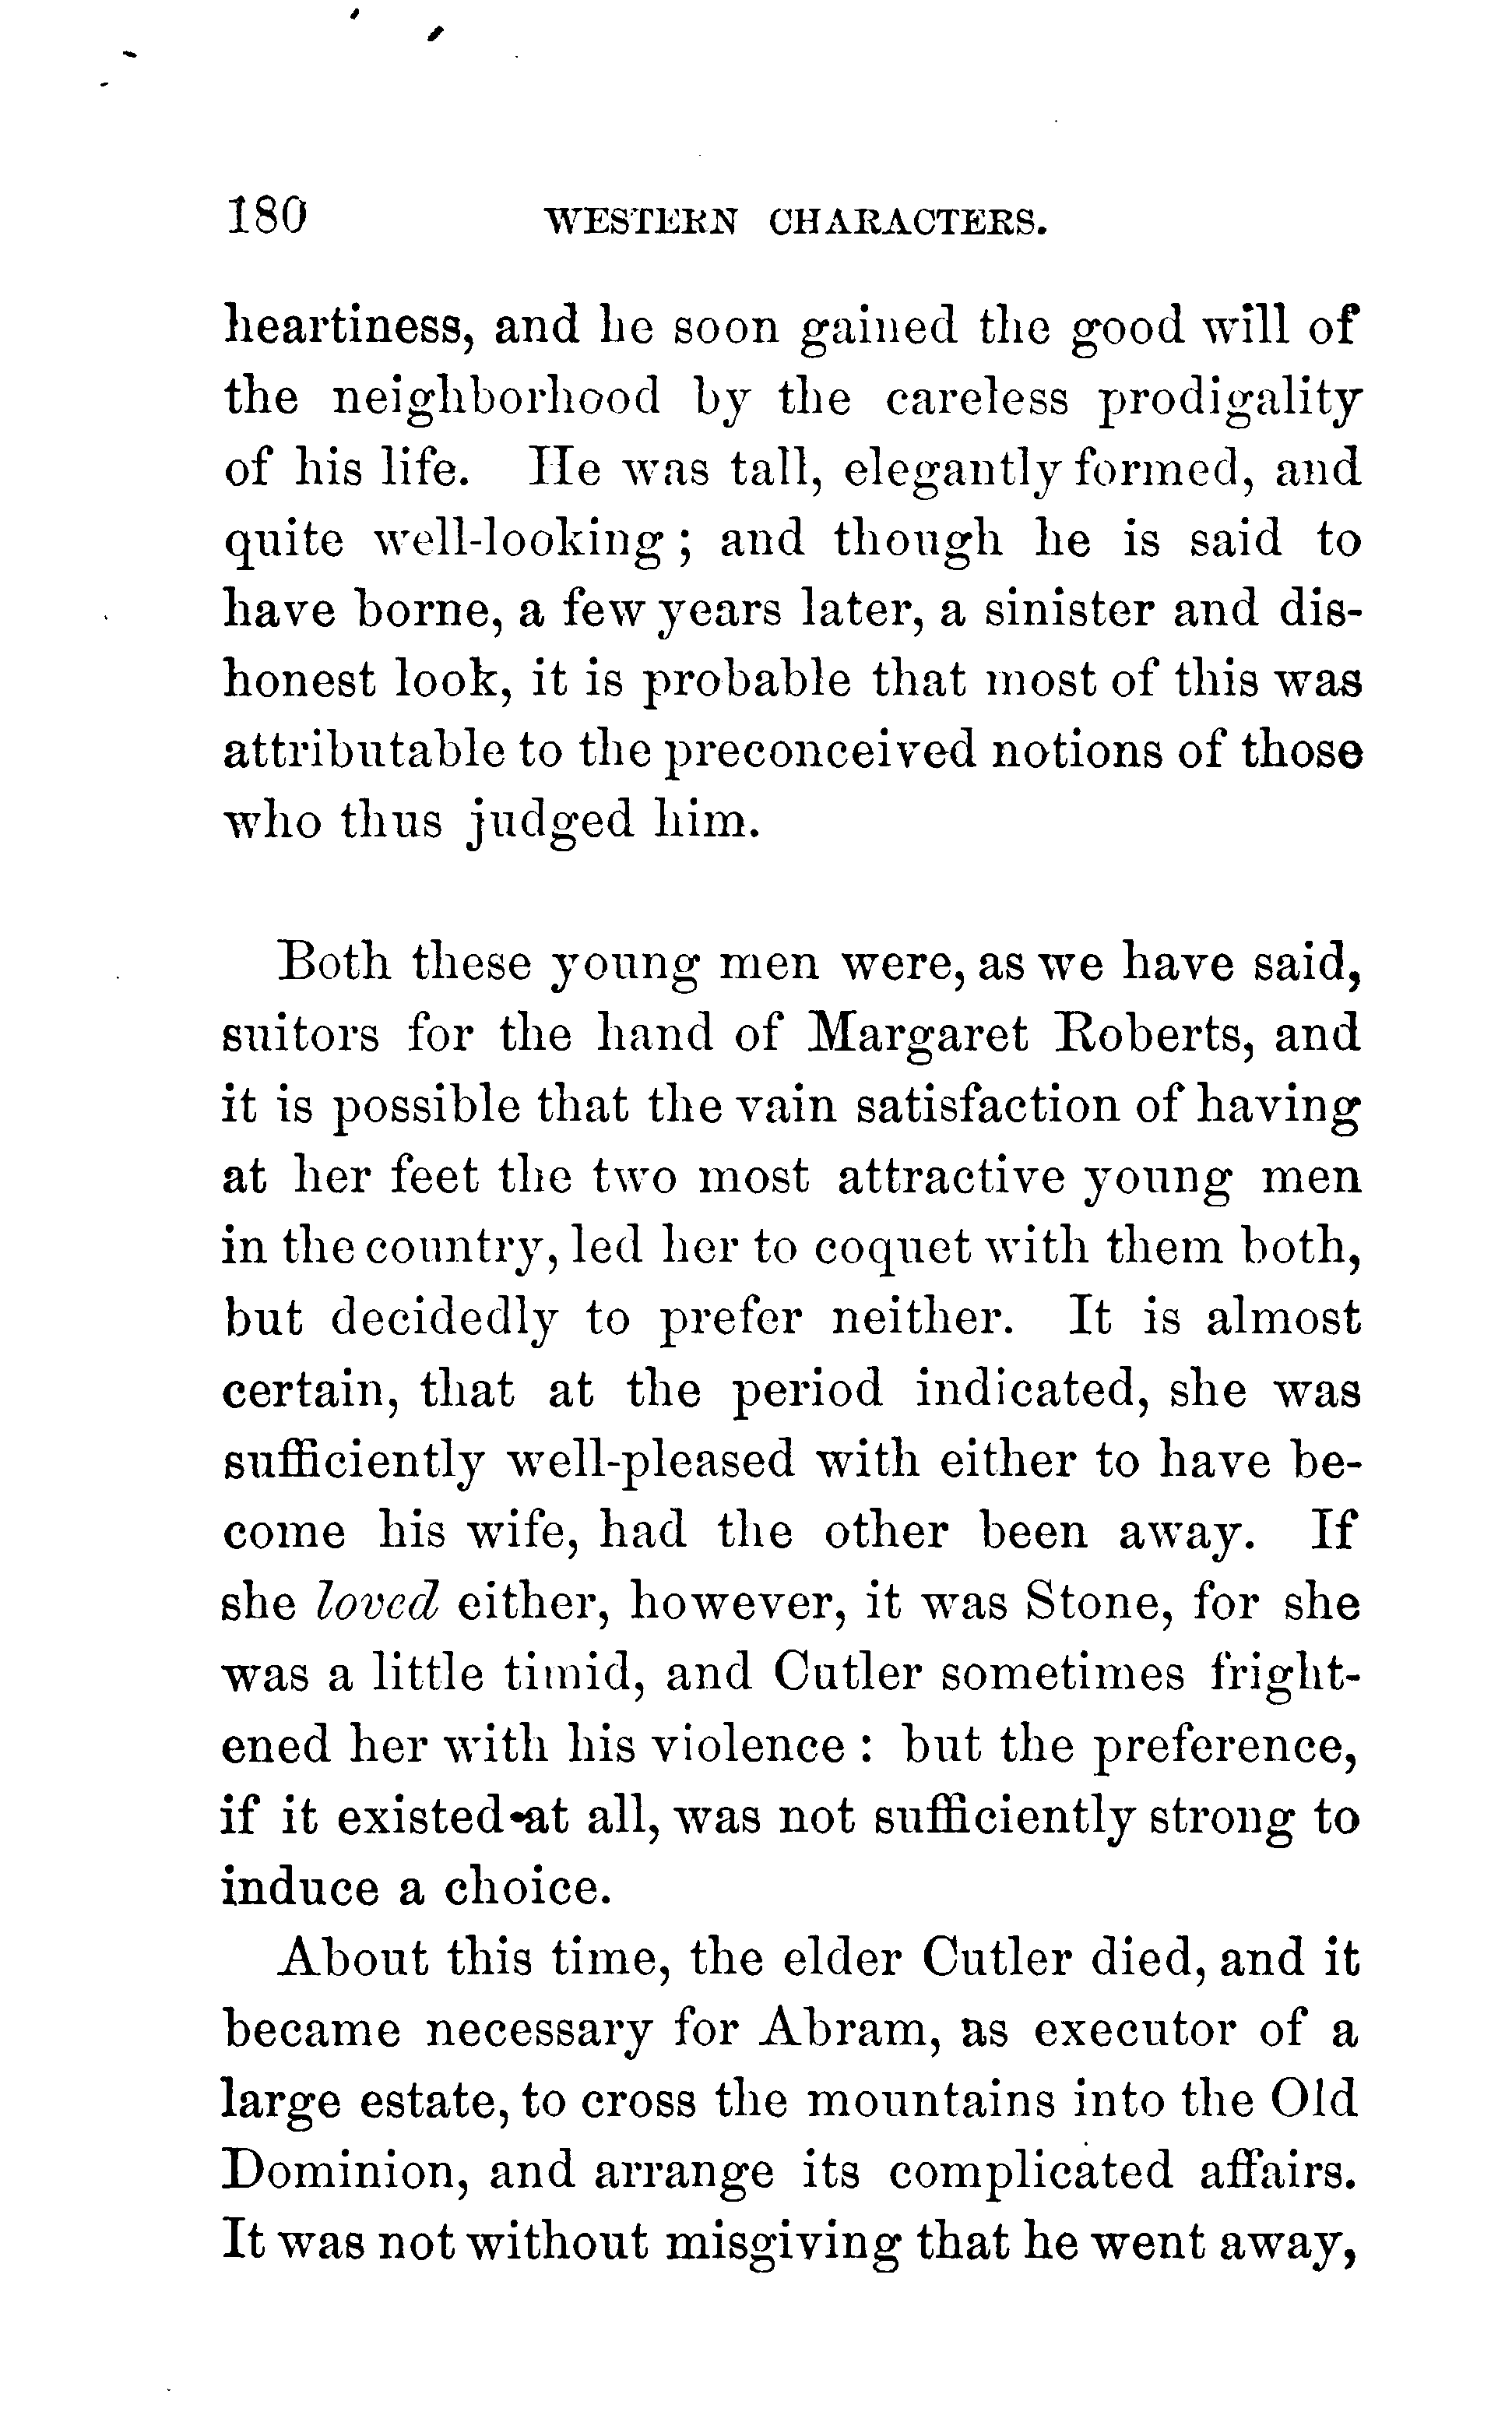 180 WESTERN CHARACTERS.
heartiness, and he soon gained the good will of
the neighborhood by the careless prodigality
of his life. He was tall, elegantly formed, and
quite well-looking; and though he is said to
have borne, a few years later, a sinister and dis-
honest look, it is probable that most of this was
attributable to the preconceived notions of those
who thus judged him.
Both these young men were, as we have said,
suitors for the hand of Margaret Roberts, and
it is possible that the vain satisfaction of having
at her feet the two most attractive young men
in the country, led her to coquet with them both,
but decidedly to prefer neither. It is almost
certain, that at the period indicated, she was
sufficiently well-pleased with either to have be-
come his wife, had the other been away. If
she loved either, however, it was Stone, for she
was a little timid, and Cutler sometimes fright-
ened her with his violence: but the preference,
if it existed at all, was not sufficiently strong to
induce a choice.
About this time, the elder Cutler died, and it
became necessary for Abram, as executor of a
large estate, to cross the mountains into the Old
Dominion, and arrange its complicated affairs.
It was not without misgiving that he went away,